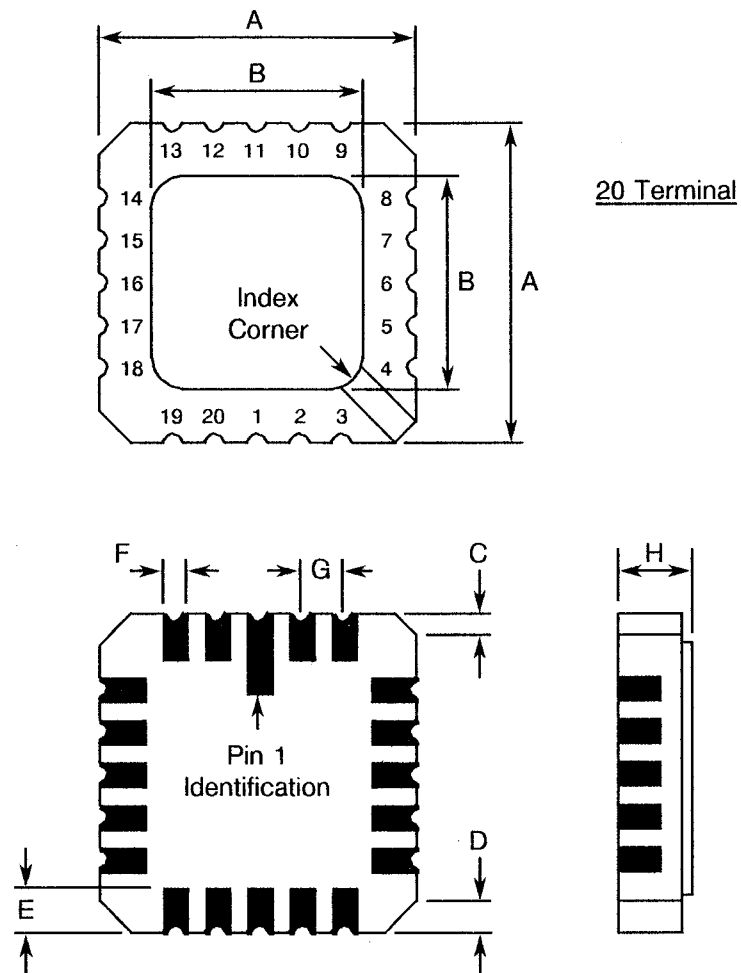 A
B
13 12 11 10 9
20 Terminal
14 8
15 7
16 6
17 5
18 4
B
A
Index
Corner
19 20 1 2 3
F
G
C
H
Pin 1
Identification
D
E